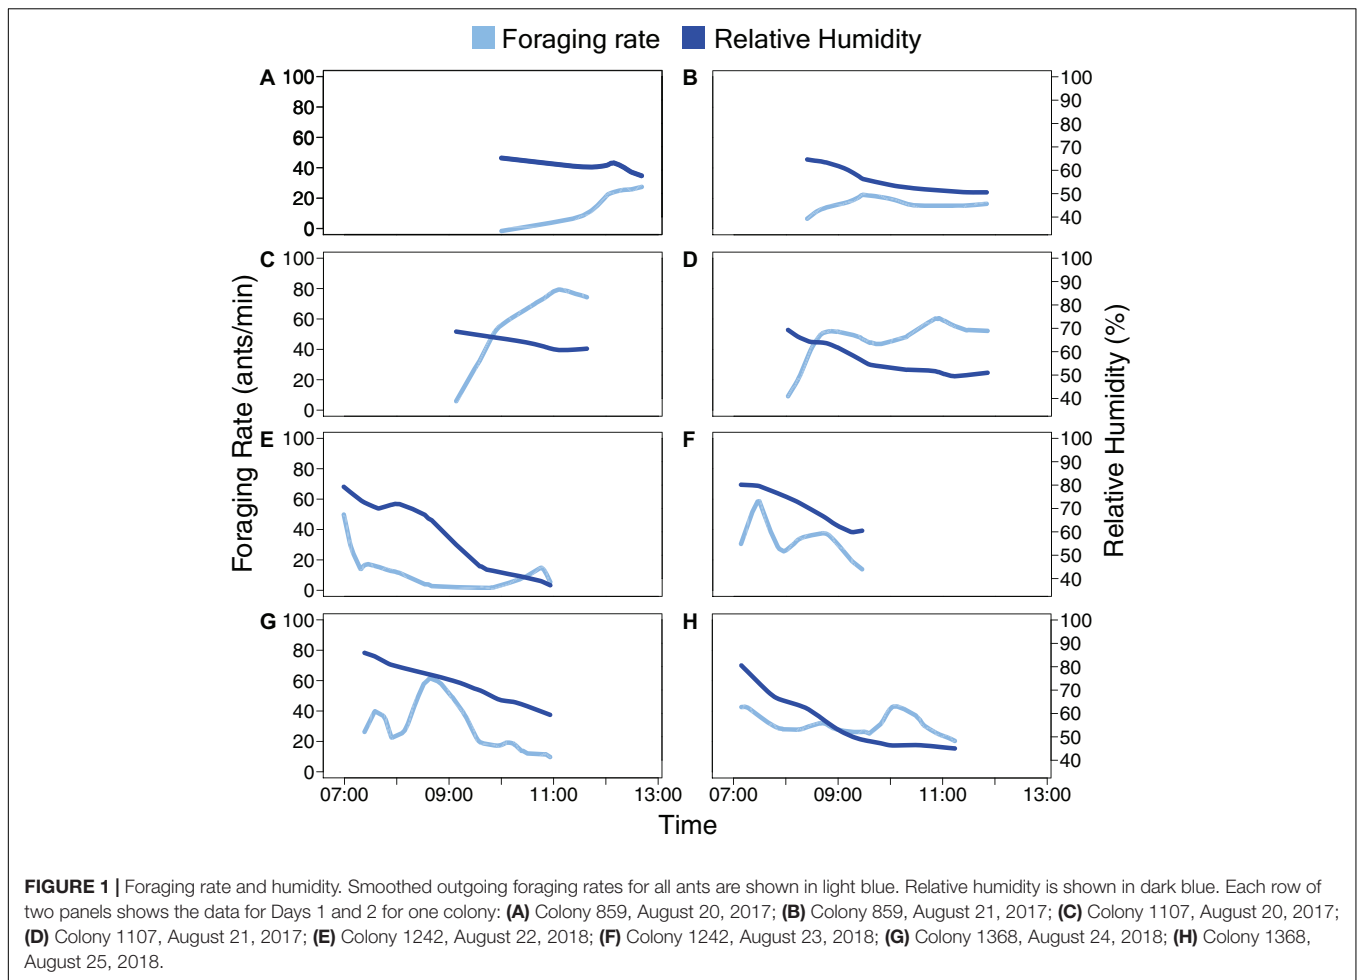 Foraging rate Relative Humidity
A 100 80 60 40 20 0
B 100 90 80 70 60 50 40
C 100 80 60 40 20 0
D 100 90 80 70 60 50 40
Foraging Rate (ants/min)
Relative Humidity (%)
E 100 80 60 40 20 0
F 100 90 80 70 60 50 40
G 100 80 60 40 20 0
H 100 90 80 70 60 50 40
07:00 09:00 11:00 13:00 07:00 09:00 11:00 13:00
Time
FIGURE 1 | Foraging rate and humidity. Smoothed outgoing foraging rates for all ants are shown in light blue. Relative humidity is shown in dark blue. Each row of
two panels shows the data for Days 1 and 2 for one colony: (A) Colony 859, August 20, 2017; (B) Colony 859, August 21, 2017; (C) Colony 1107, August 20, 2017;
(D) Colony 1107, August 21, 2017; (E) Colony 1242, August 22, 2018; (F) Colony 1242, August 23, 2018; (G) Colony 1368, August 24, 2018; (H) Colony 1368,
August 25, 2018.